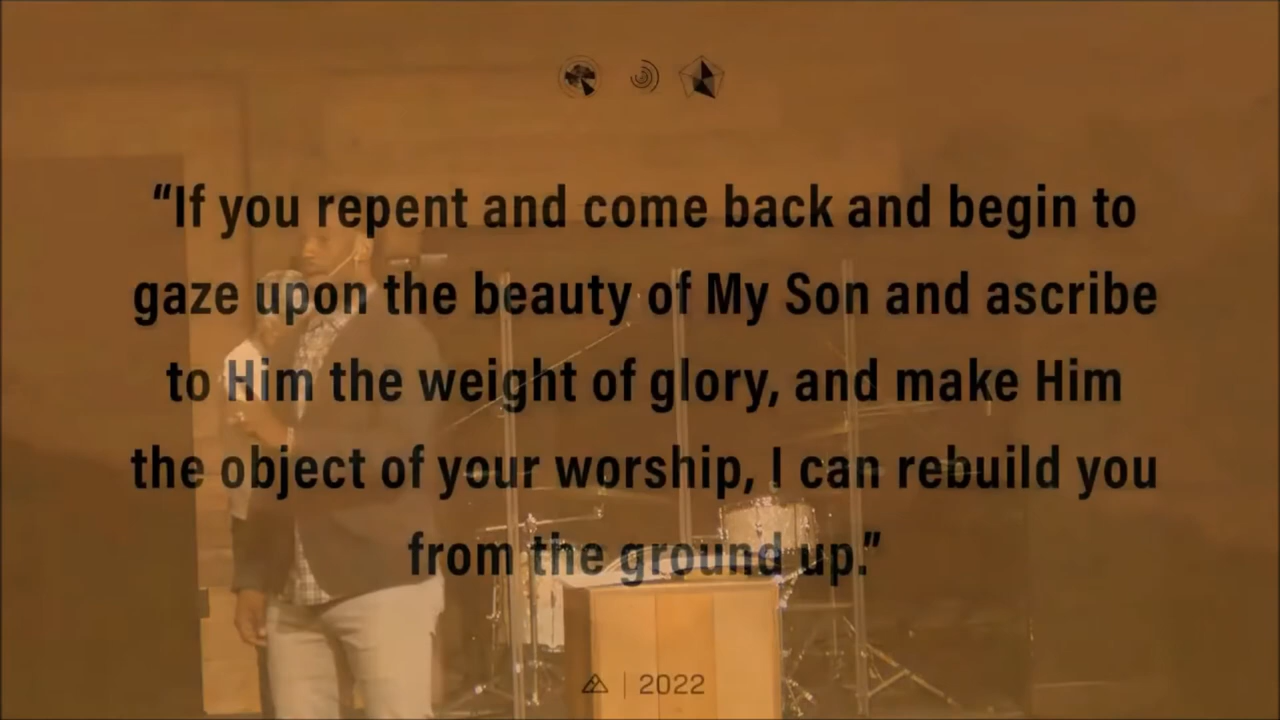 “If you repent and come back and begin to
gaze upon the beauty of My Son and ascribe
to Him the weight of glory, and make Him
the object of your worship, I can rebuild you
from the ground up.”
2022